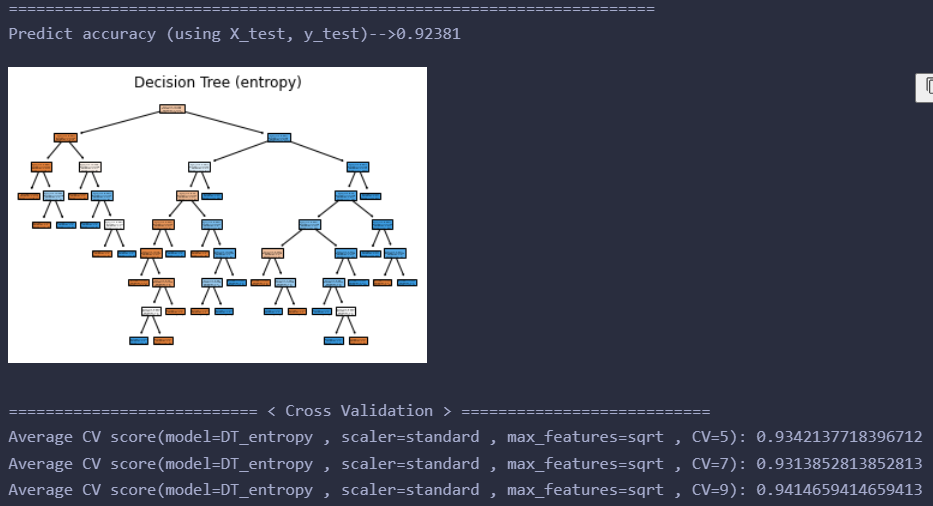 ======================================================================
Predict accuracy (using X_test, y_test)-->0.92381
Decision Tree (entropy)
=========================== < Cross Validation > ===========================
Average CV score(model=DT_entropy , scaler=standard , max_features=sqrt , CV=5): 0.9342137718396712
Average CV score(model=DT_entropy , scaler=standard , max_features=sqrt , CV=7): 0.9313852813852813
Average CV score(model=DT_entropy , scaler=standard , max_features=sqrt , CV=9): 0.9414659414659413